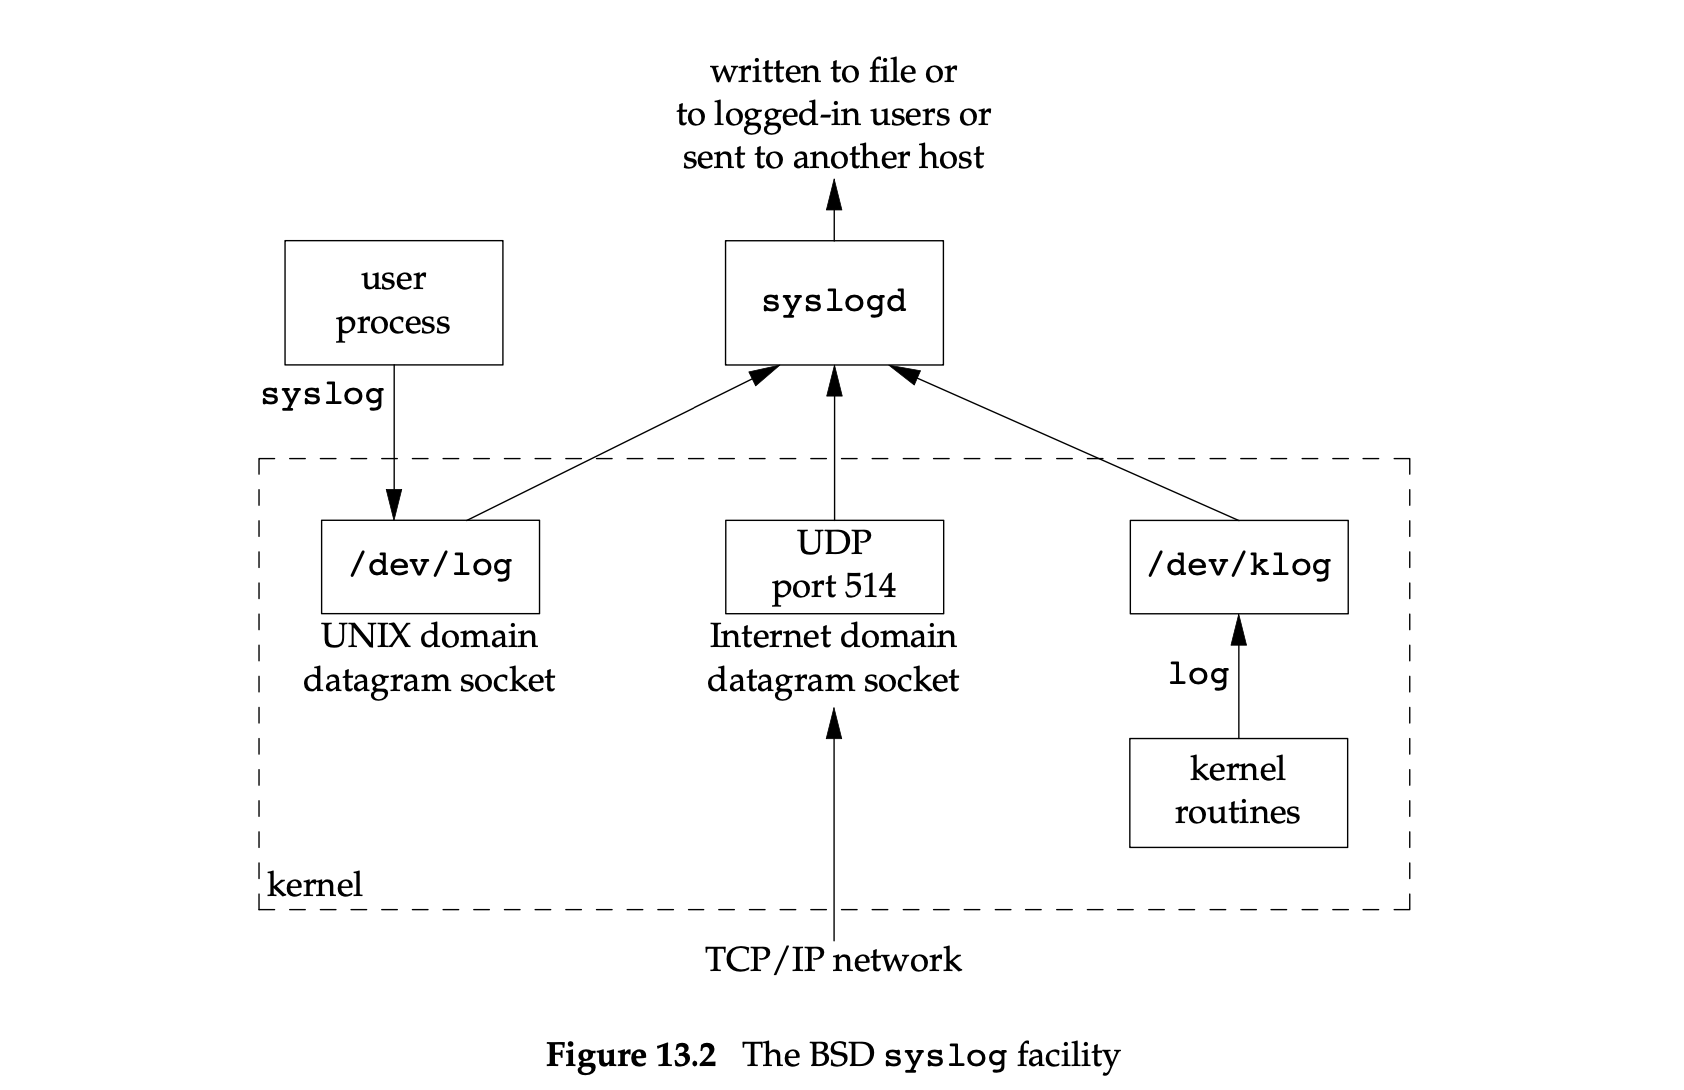 written to file or
to logged-in users or
sent to another host
user
process
syslogd
syslog
/dev/log
UNIX domain
datagram socket
UDP
port 514
Internet domain
datagram socket
/dev/klog
log
kernel
routines
kernel
TCP/IP network
Figure 13.2 The BSD syslog facility